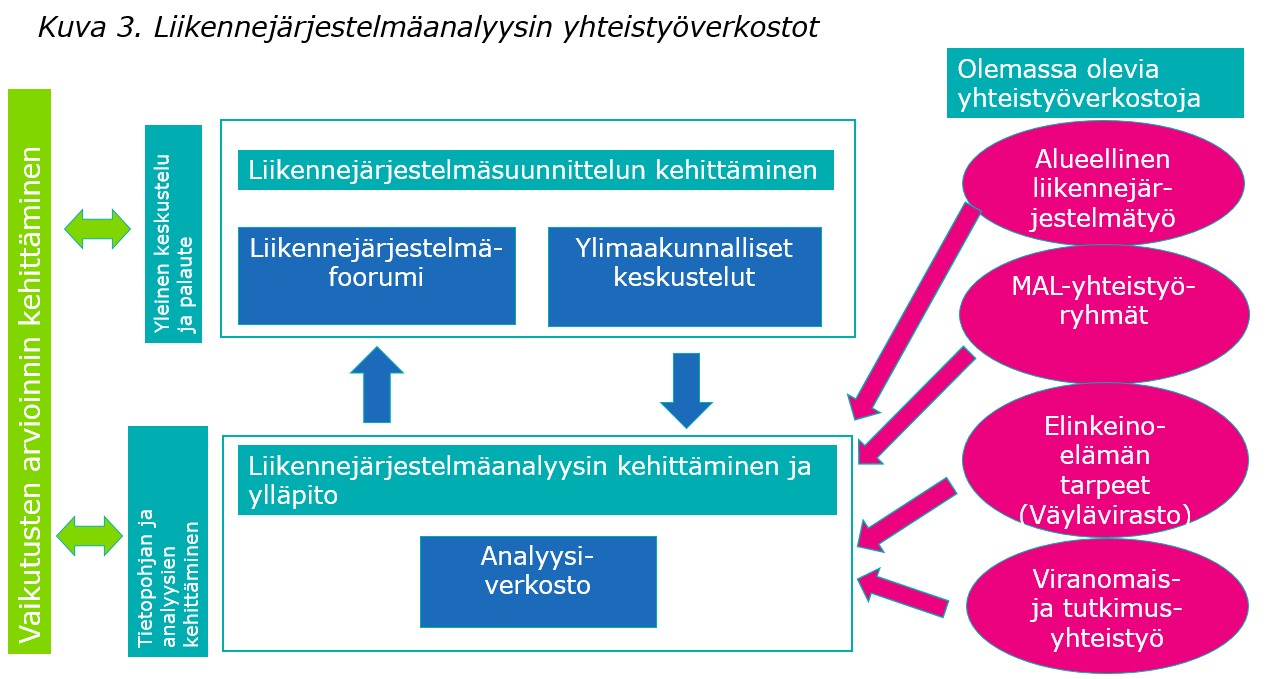 Kuva 3. Liikennejärjestelmäanalyysin yhteistyöverkostot
Vaikutusten arvioinnin kehittäminen
Yleinen keskustelu
ja palaute
Liikennejärjestelmäsuunnittelun kehittäminen
Liikennejärjestelmä-
foorumi
Ylimaakunnalliset
keskustelut
Tietopohjan ja
analyysien
kehittäminen
Liikennejärjestelmäanalyysin kehittäminen ja
ylläpito
Analyysi-
verkosto
Olemassa olevia
yhteistyöverkostoja
Alueellinen
liikennejär-
jestelmätyö
MAL-yhteistyö-
ryhmät
Elinkeino-
elämän
tarpeet
(Väylävirasto)
Viranomais-
ja tutkimus-
yhteistyö